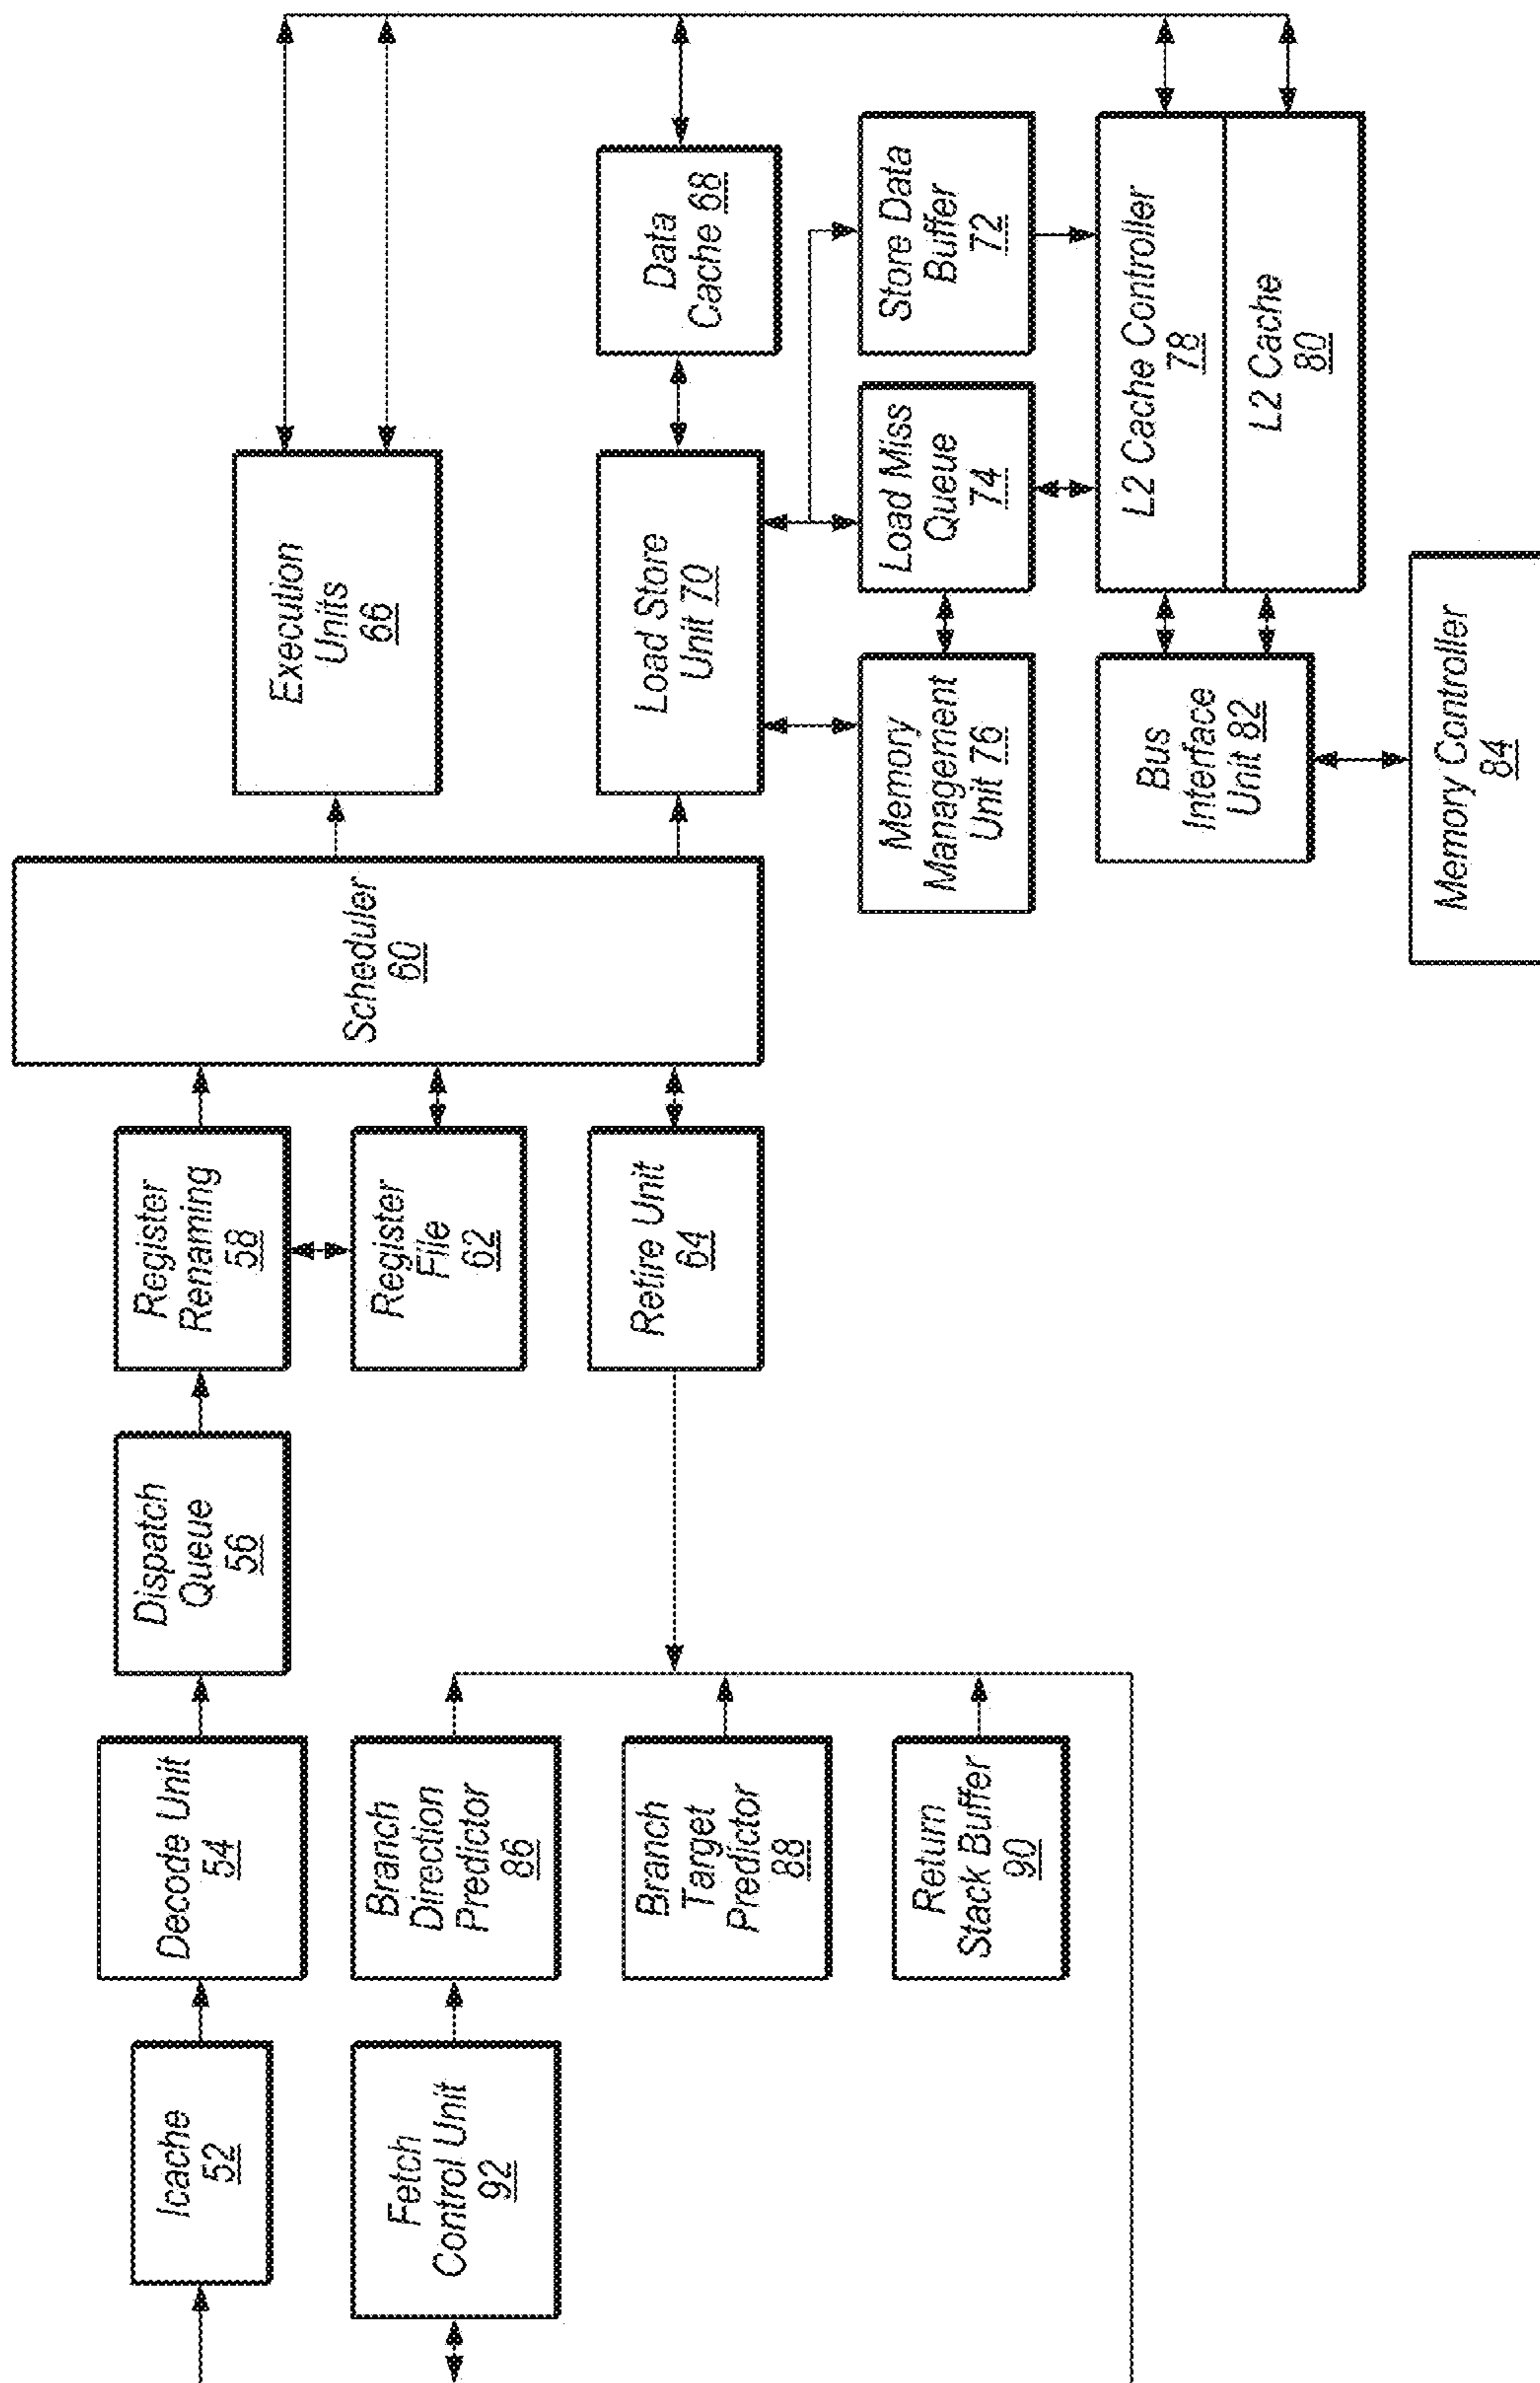 Icache
52
Decode Unit
54
Dispatch
Queue
56
Register
Renaming
58
Scheduler
60
Execution
Units
66
Fetch
Control Unit
92
Branch
Direction
Predictor
86
Register
File
62
Branch
Target
Predictor
88
Retire Unit
64
Load Store
Unit 70
Data
Cache 68
Return
Stack Buffer
90
Memory
Management
Unit 76
Load Miss
Queue
74
Store Data
Buffer
72
Bus
Interface
Unit 82
L2 Cache Controller
78
L2 Cache
80
Memory Controller
84